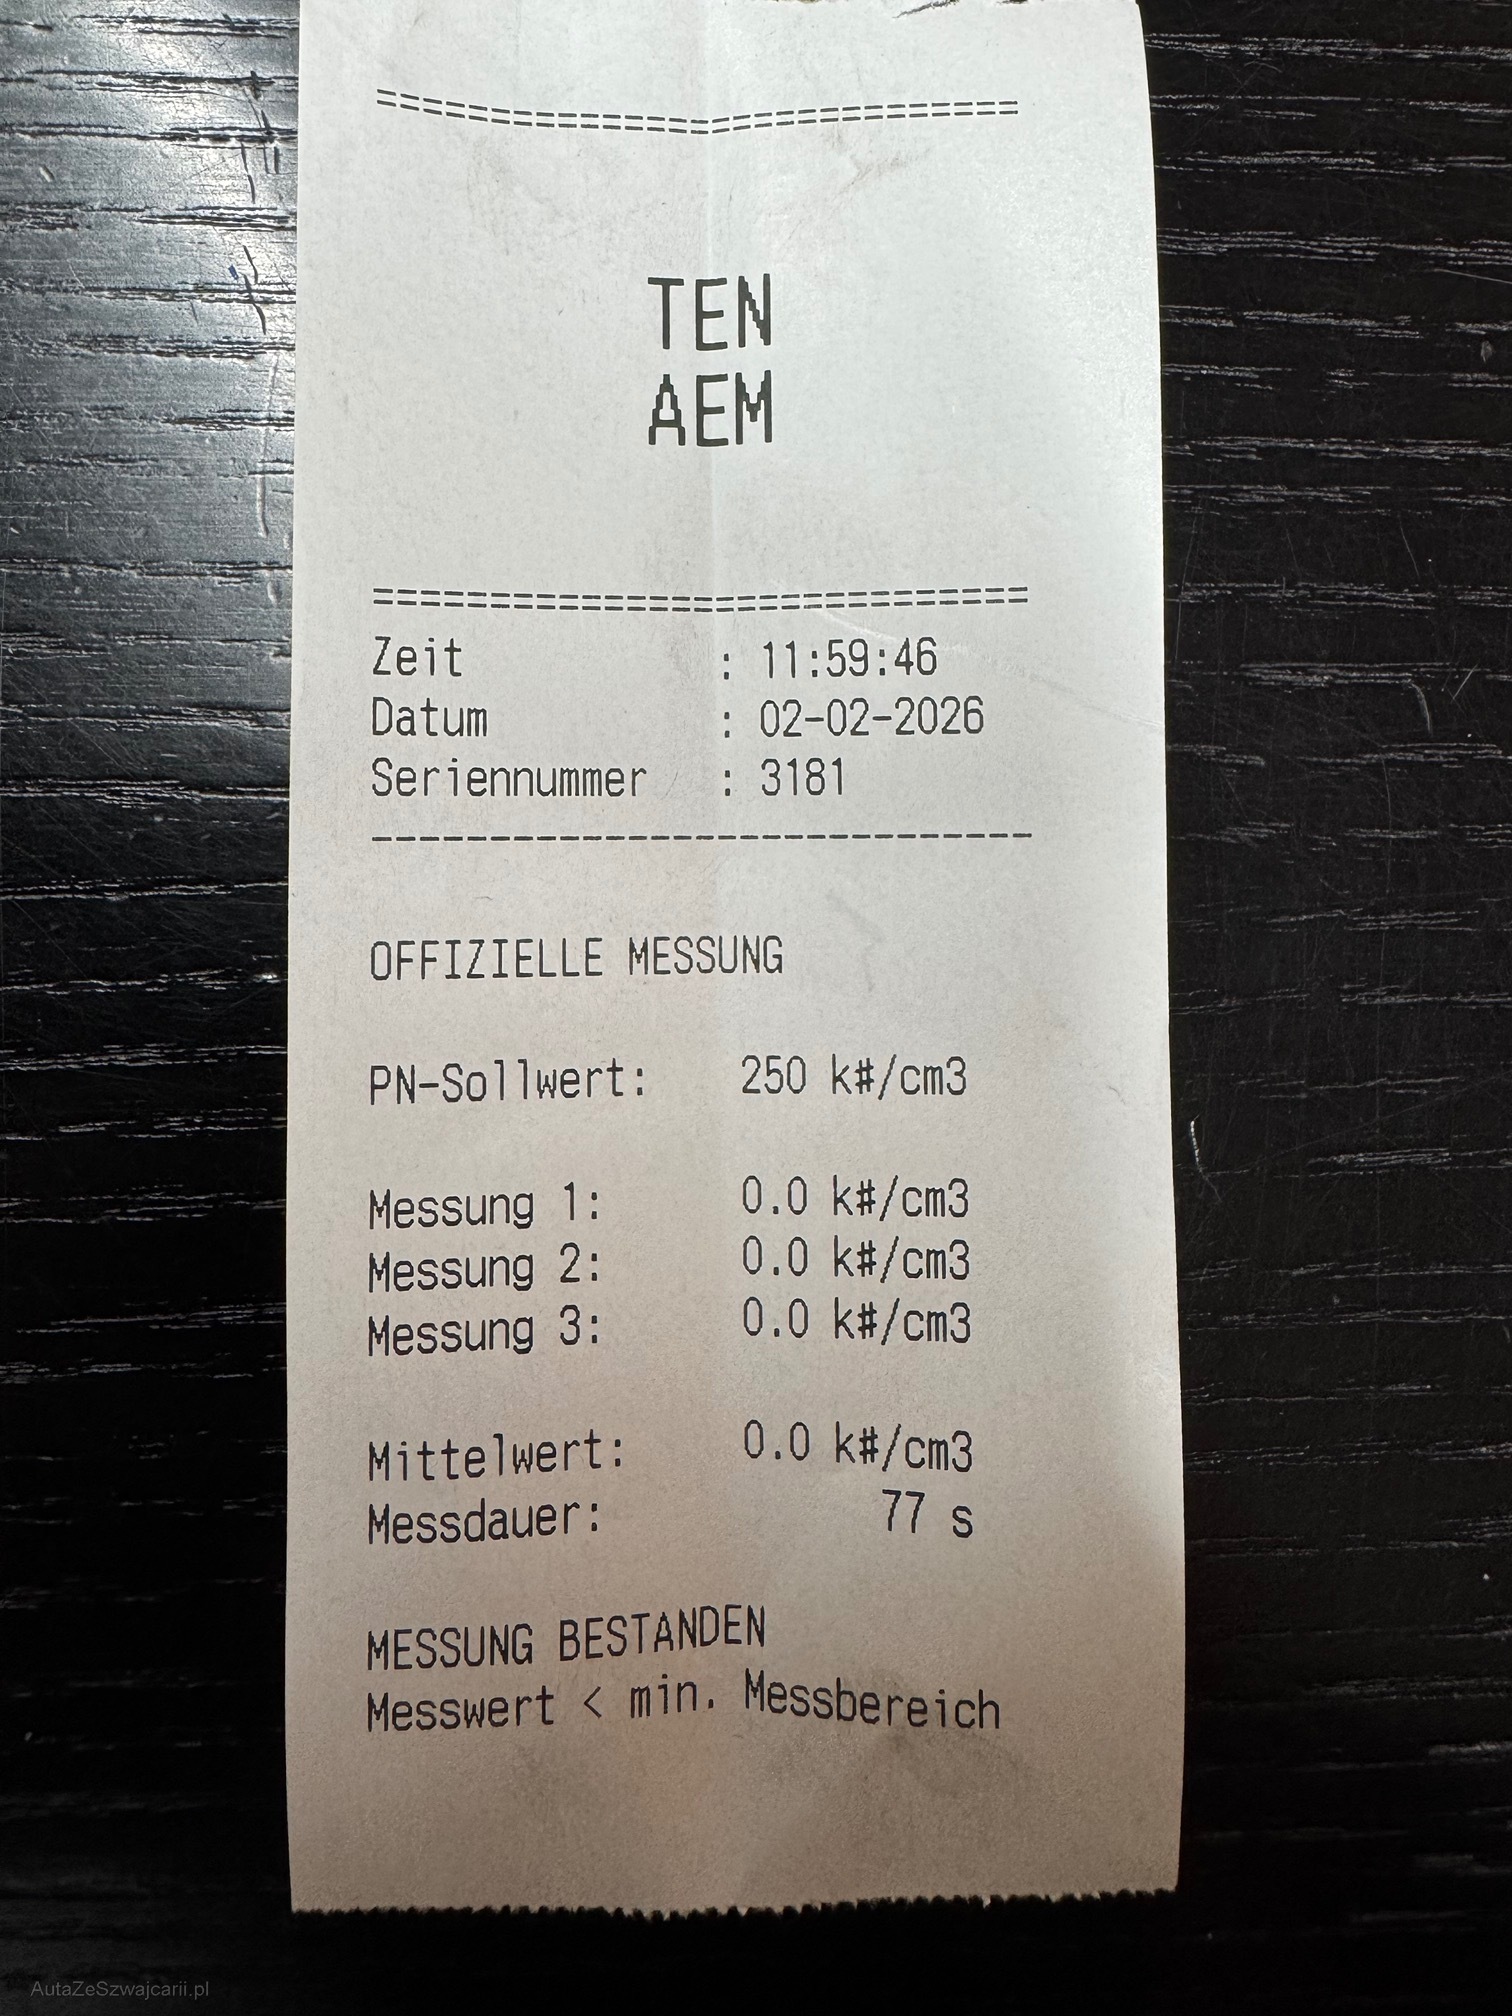 ============================
TEN
AEM
============================
Zeit : 11:59:46
Datum : 02-02-2026
Seriennummer : 3181
----------------------------
OFFIZIELLE MESSUNG
PN-Sollwert: 250 k#/cm3
Messung 1: 0.0 k#/cm3
Messung 2: 0.0 k#/cm3
Messung 3: 0.0 k#/cm3
Mittelwert: 0.0 k#/cm3
Messdauer: 77 s
MESSUNG BESTANDEN
Messwert < min. Messbereich
AutaZeSzwajcarii.pl